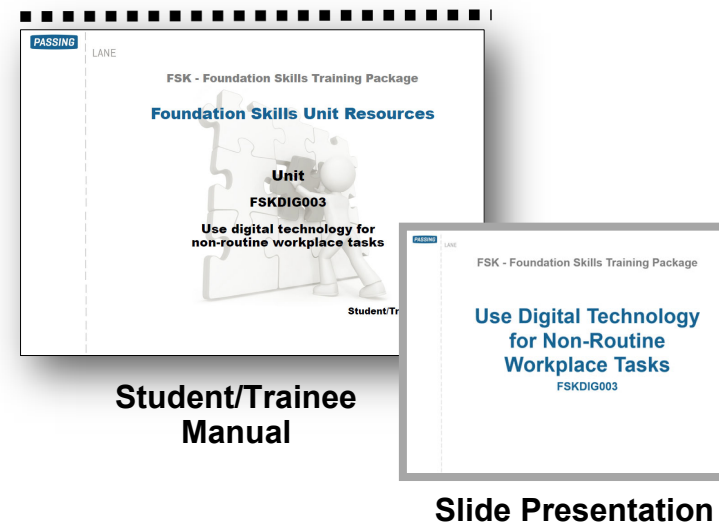 PASSING
LANE
FSK - Foundation Skills Training Package
Foundation Skills Unit Resources
Unit
FSKDIG003
Use digital technology for
non-routine workplace tasks
Student/Tr
Student/Trainee
Manual
PASSING
LANE
FSK - Foundation Skills Training Package
Use Digital Technology
for Non-Routine
Workplace Tasks
FSKDIG003
Slide Presentation